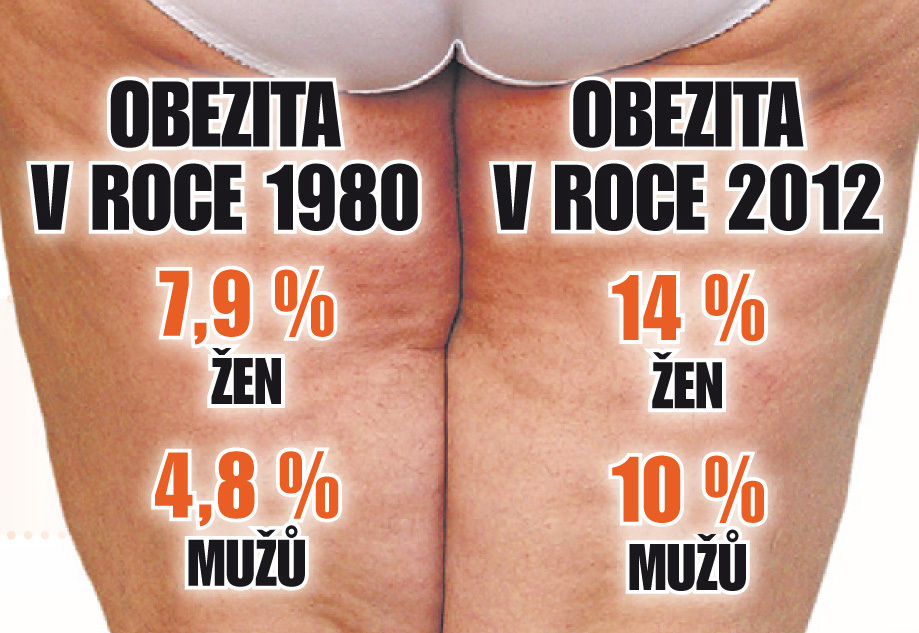 OBEZITA
V ROCE 1980
7,9 %
ŽEN
4,8 %
MUŽŮ
OBEZITA
V ROCE 2012
14 %
ŽEN
10 %
MUŽŮ